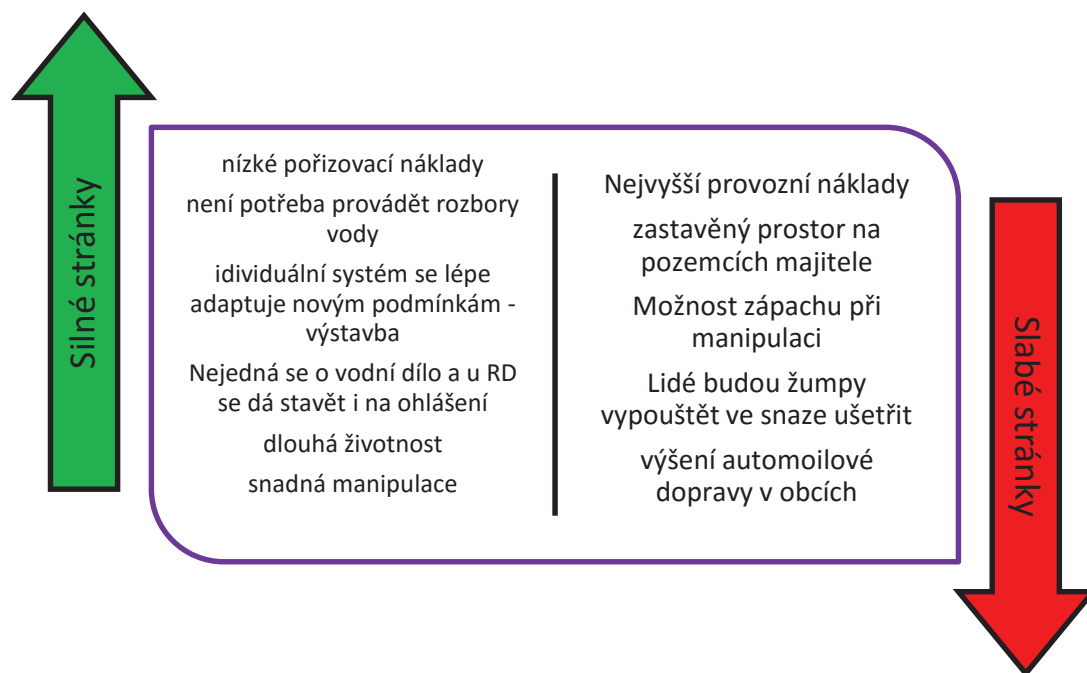 Silné stránky
nízké pořizovací náklady
není potřeba provádět rozbory
vody
idividuální systém se lépe
adaptuje novým podmínkám -
výstavba
Nejedná se o vodní dílo a u RD
se dá stavět i na ohlášení
dlouhá životnost
snadná manipulace
Nejvyšší provozní náklady
zastavěný prostor na
pozemcích majitele
Možnost zápachu při
manipulaci
Lidé budou žumpy
vypouštět ve snaze ušetřit
výšení automoilové
dopravy v obcích
Slabé stránky